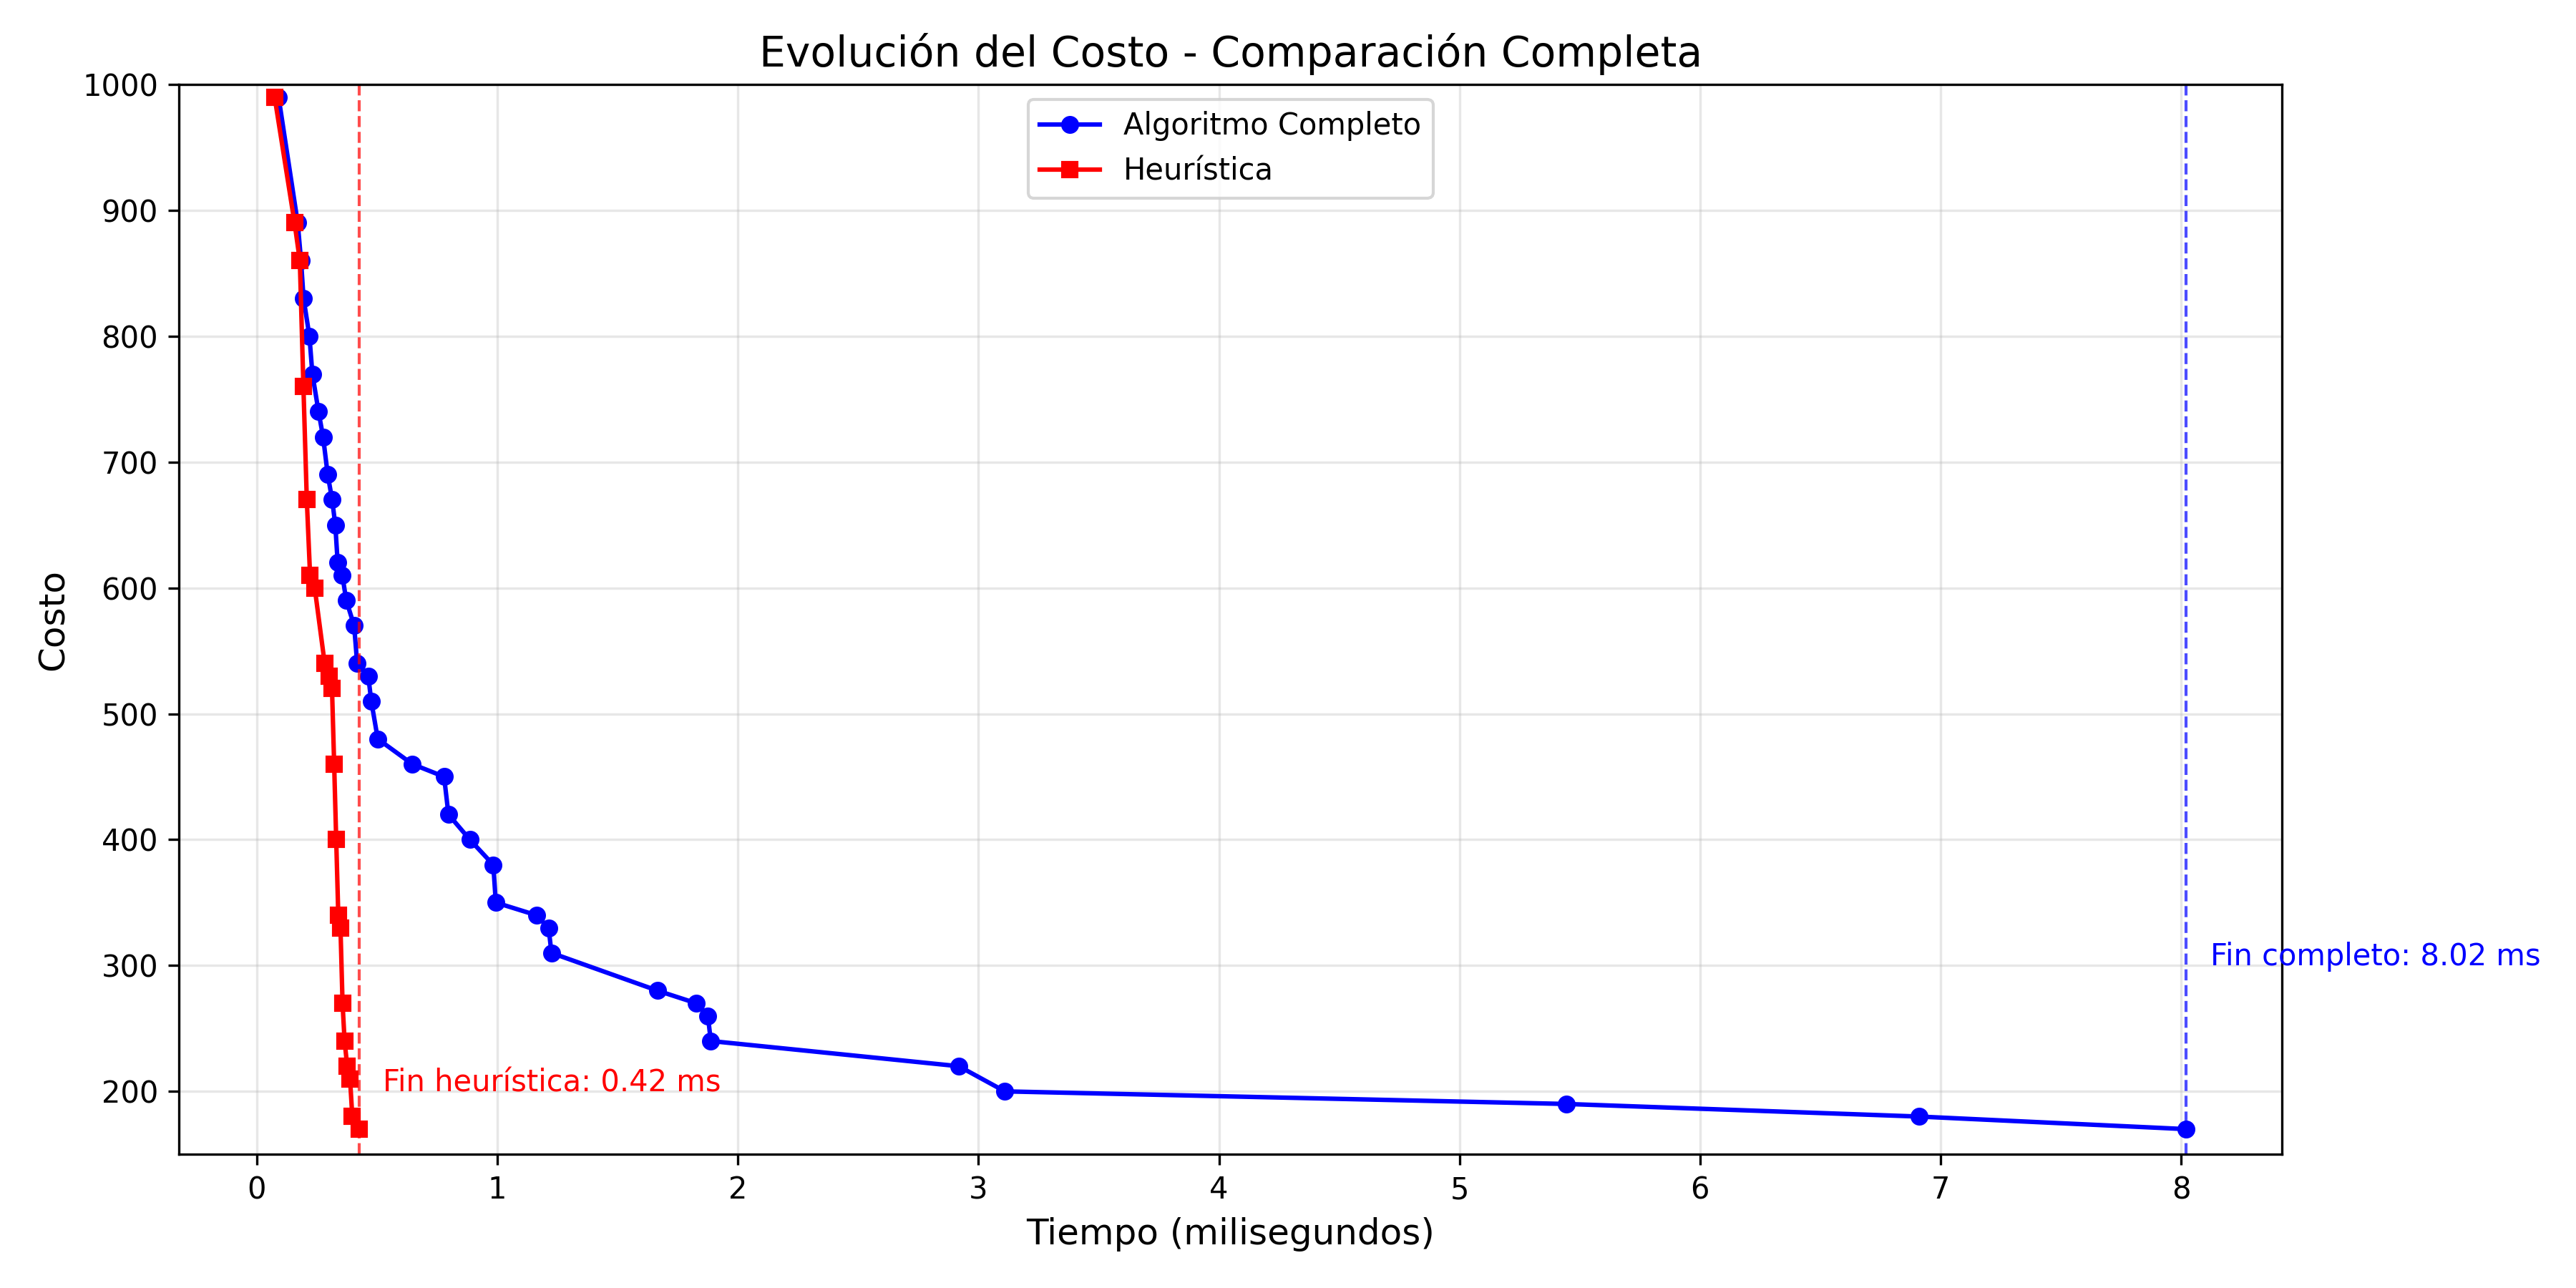 Evolución del Costo - Comparación Completa
Algoritmo Completo
Heurística
1000
900
800
700
600
500
400
300
200
Costo
Fin completo: 8.02 ms
Fin heurística: 0.42 ms
0 1 2 3 4 5 6 7 8
Tiempo (milisegundos)